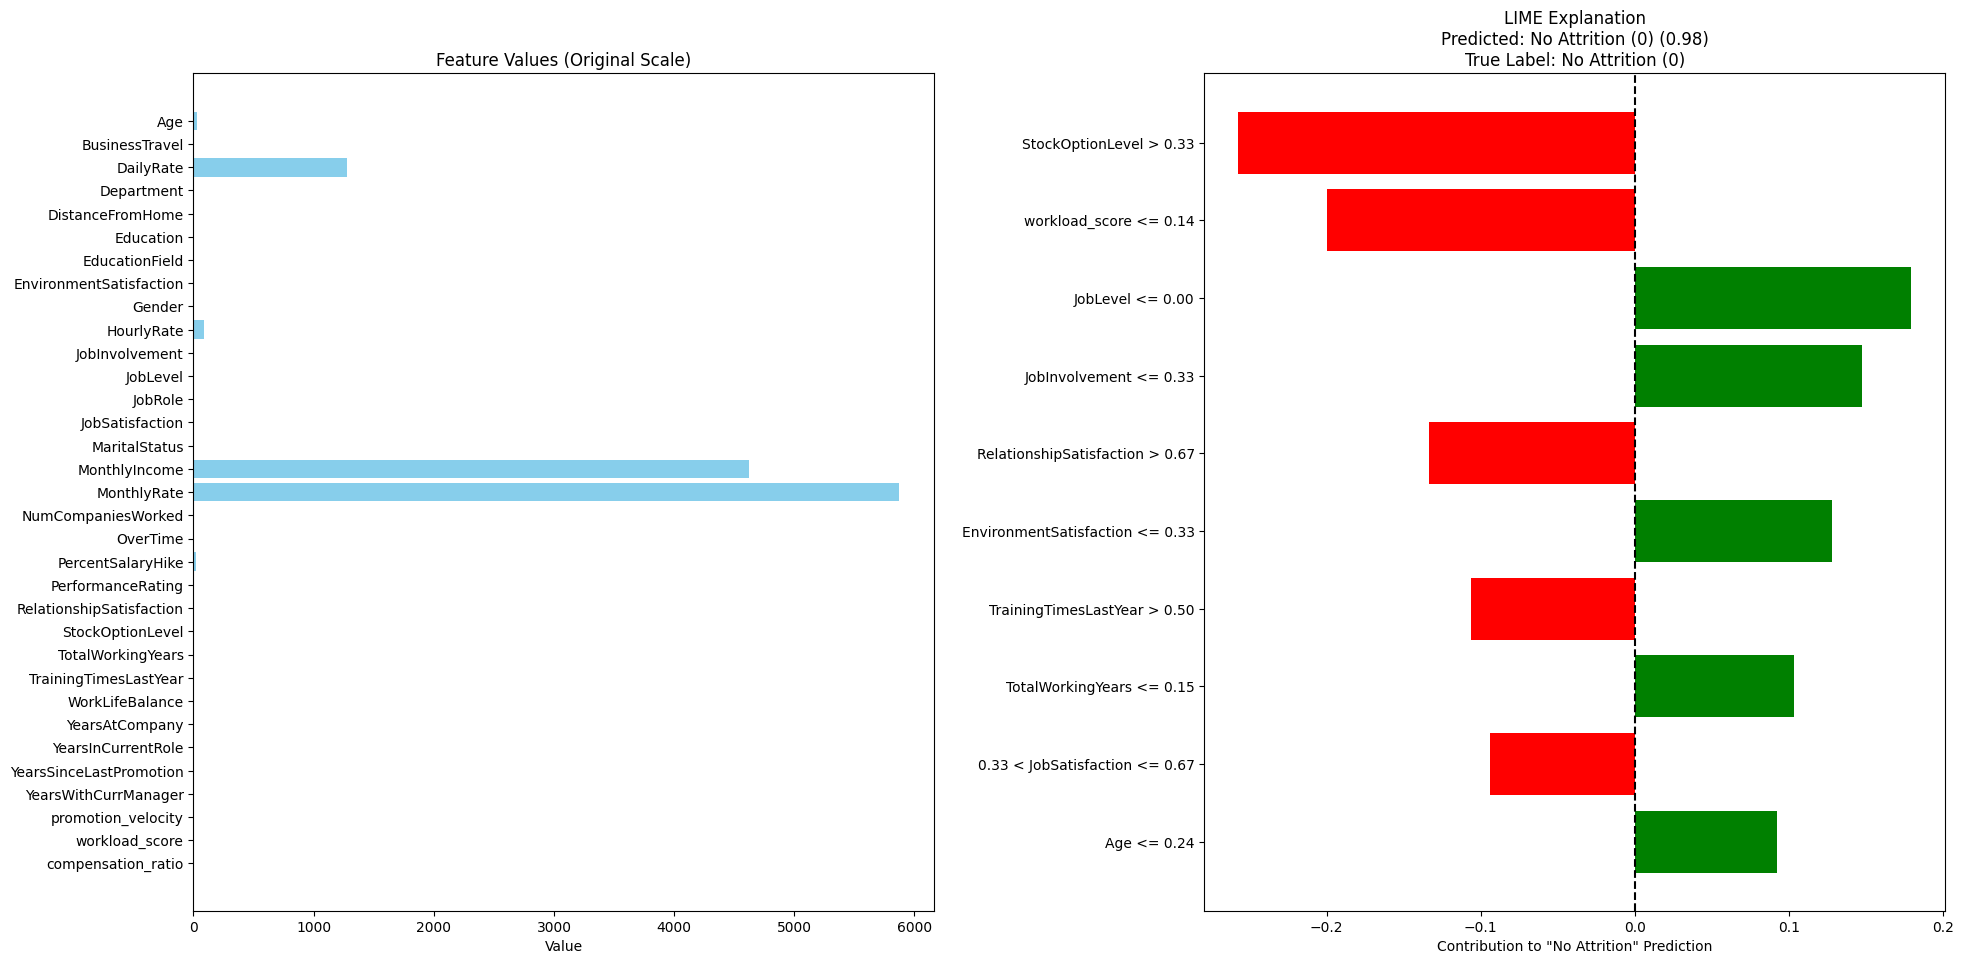 Feature Values (Original Scale)
Age
BusinessTravel
DailyRate
Department
DistanceFromHome
Education
EducationField
EnvironmentSatisfaction
Gender
HourlyRate
JobInvolvement
JobLevel
JobRole
JobSatisfaction
MaritalStatus
MonthlyIncome
MonthlyRate
NumCompaniesWorked
OverTime
PercentSalaryHike
PerformanceRating
RelationshipSatisfaction
StockOptionLevel
TotalWorkingYears
TrainingTimesLastYear
WorkLifeBalance
YearsAtCompany
YearsInCurrentRole
YearsSinceLastPromotion
YearsWithCurrManager
promotion_velocity
workload_score
compensation_ratio
0 1000 2000 3000 4000 5000 6000
Value
LIME Explanation
Predicted: No Attrition (0) (0.98)
True Label: No Attrition (0)
StockOptionLevel > 0.33
workload_score <= 0.14
JobLevel <= 0.00
JobInvolvement <= 0.33
RelationshipSatisfaction > 0.67
EnvironmentSatisfaction <= 0.33
TrainingTimesLastYear > 0.50
TotalWorkingYears <= 0.15
0.33 < JobSatisfaction <= 0.67
Age <= 0.24
−0.2 −0.1 0.0 0.1 0.2
Contribution to "No Attrition" Prediction